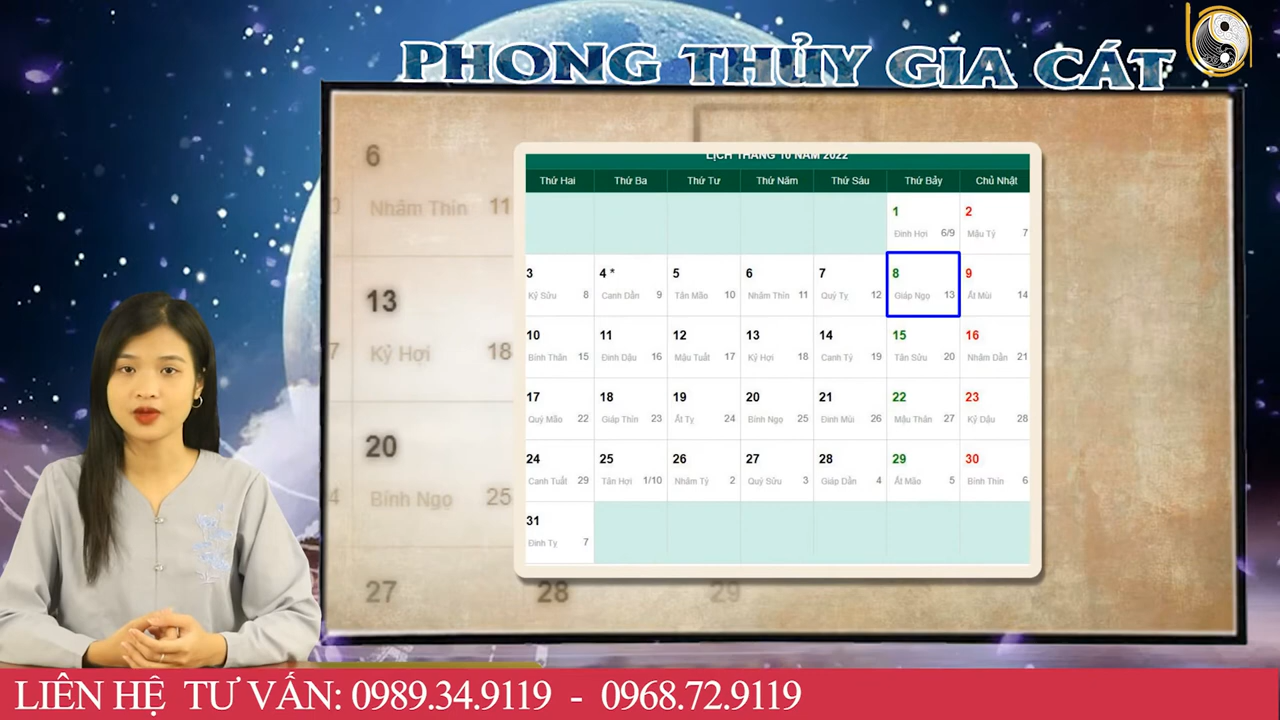 PHONG THỦY GIA CÁT
LỊCH THÁNG 10 NĂM 2022
Thứ Hai Thứ Ba Thứ Tư Thứ Năm Thứ Sáu Thứ Bảy Chủ Nhật
1 2
Đinh Hợi 6/9 Mậu Tý 7
3 4 * 5 6 7 8 9
Kỷ Sửu 8 Canh Dần 9 Tân Mão 10 Nhâm Thìn 11 Quý Tỵ 12 Giáp Ngọ 13 Ất Mùi 14
10 11 12 13 14 15 16
Bính Thân 15 Đinh Dậu 16 Mậu Tuất 17 Kỷ Hợi 18 Canh Tý 19 Tân Sửu 20 Nhâm Dần 21
17 18 19 20 21 22 23
Quý Mão 22 Giáp Thìn 23 Ất Tỵ 24 Bính Ngọ 25 Đinh Mùi 26 Mậu Thân 27 Kỷ Dậu 28
24 25 26 27 28 29 30
Canh Tuất 29 Tân Hợi 1/10 Nhâm Tý 2 Quý Sửu 3 Giáp Dần 4 Ất Mão 5 Bính Thìn 6
31
Đinh Tỵ 7
6
Nhâm Thìn 11
13
7 Kỷ Hợi 18
20
4 Bính Ngọ 25
27 28 29
LIÊN HỆ TƯ VẤN: 0989.34.9119 - 0968.72.9119